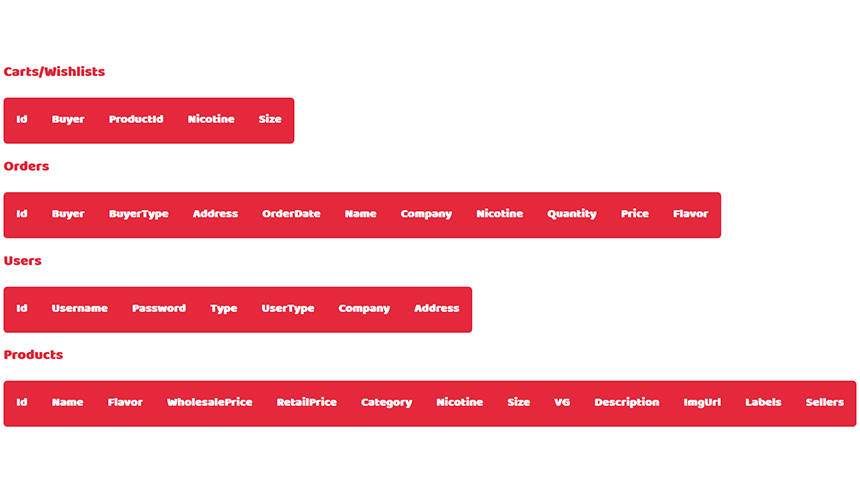 Carts/Wishlists
Id Buyer ProductId Nicotine Size
Orders
Id Buyer BuyerType Address OrderDate Name Company Nicotine Quantity Price Flavor
Users
Id Username Password Type UserType Company Address
Products
Id Name Flavor WholesalePrice RetailPrice Category Nicotine Size VG Description ImgUrl Labels Sellers